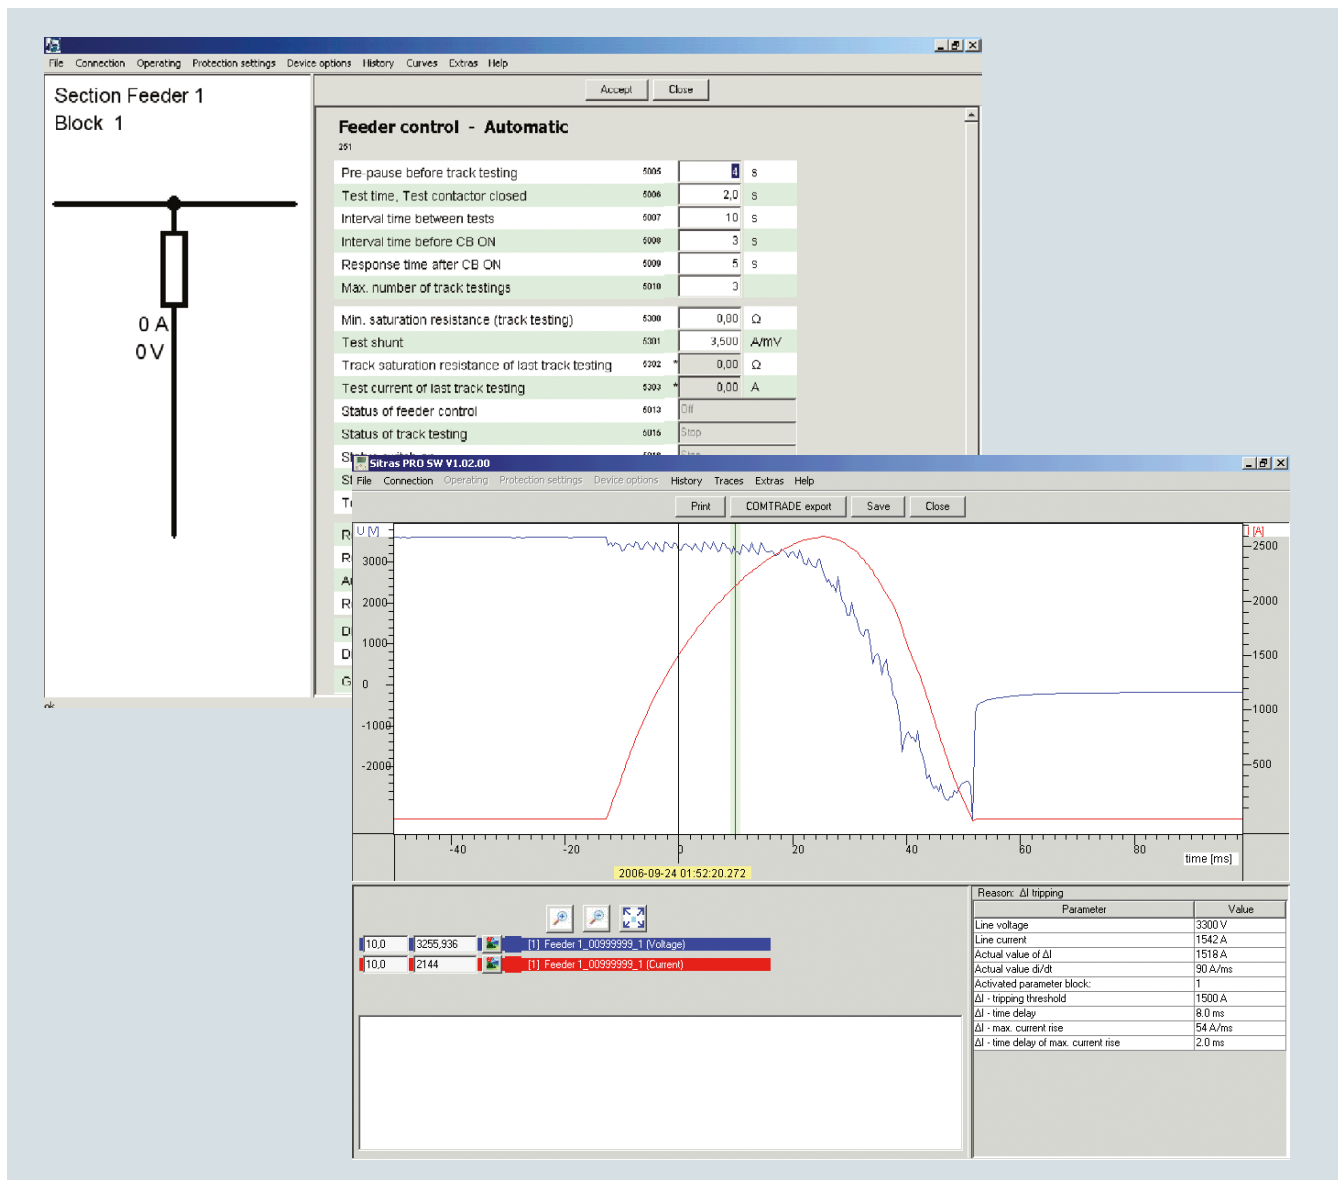 File Connection Operating Protection settings Device options History Curves Extras Help
Section Feeder 1
Block 1
0 A
0 V
Accept Close
Feeder control - Automatic
251
Pre-pause before track testing 5005 4 s
Test time, Test contactor closed 5006 2,0 s
Interval time between tests 5007 10 s
Interval time before CB ON 5008 3 s
Response time after CB ON 5009 5 s
Max. number of track testings 5010 3
Min. saturation resistance (track testing) 5300 0,00 Ω
Test shunt 5301 3,500 A/mV
Track saturation resistance of last track testing 5302 * 0,00 Ω
Test current of last track testing 5303 * 0,00 A
Status of feeder control 5013 Off
Status of track testing 5015 Stop
ok
Sitras PRO SW V1.02.00
File Connection Operating Protection settings Device options History Traces Extras Help
Print COMTRADE export Save Close
U [V]
3000
2000
1000
0
-1000
-2000
[A]
2500
2000
1500
1000
500
-40 -20 0 20 40 60 80
time [ms]
2006-09-24 01:52:20.272
10,0 3255,936 [1] Feeder 1_00999999_1 (Voltage)
10,0 2144 [1] Feeder 1_00999999_1 (Current)
Reason: ΔI tripping
Parameter Value
Line voltage 3300 V
Line current 1542 A
Actual value of ΔI 1518 A
Actual value di/dt 90 A/ms
Activated parameter block: 1
ΔI - tripping threshold 1500 A
ΔI - time delay 8.0 ms
ΔI - max. current rise 54 A/ms
ΔI - time delay of max. current rise 2.0 ms